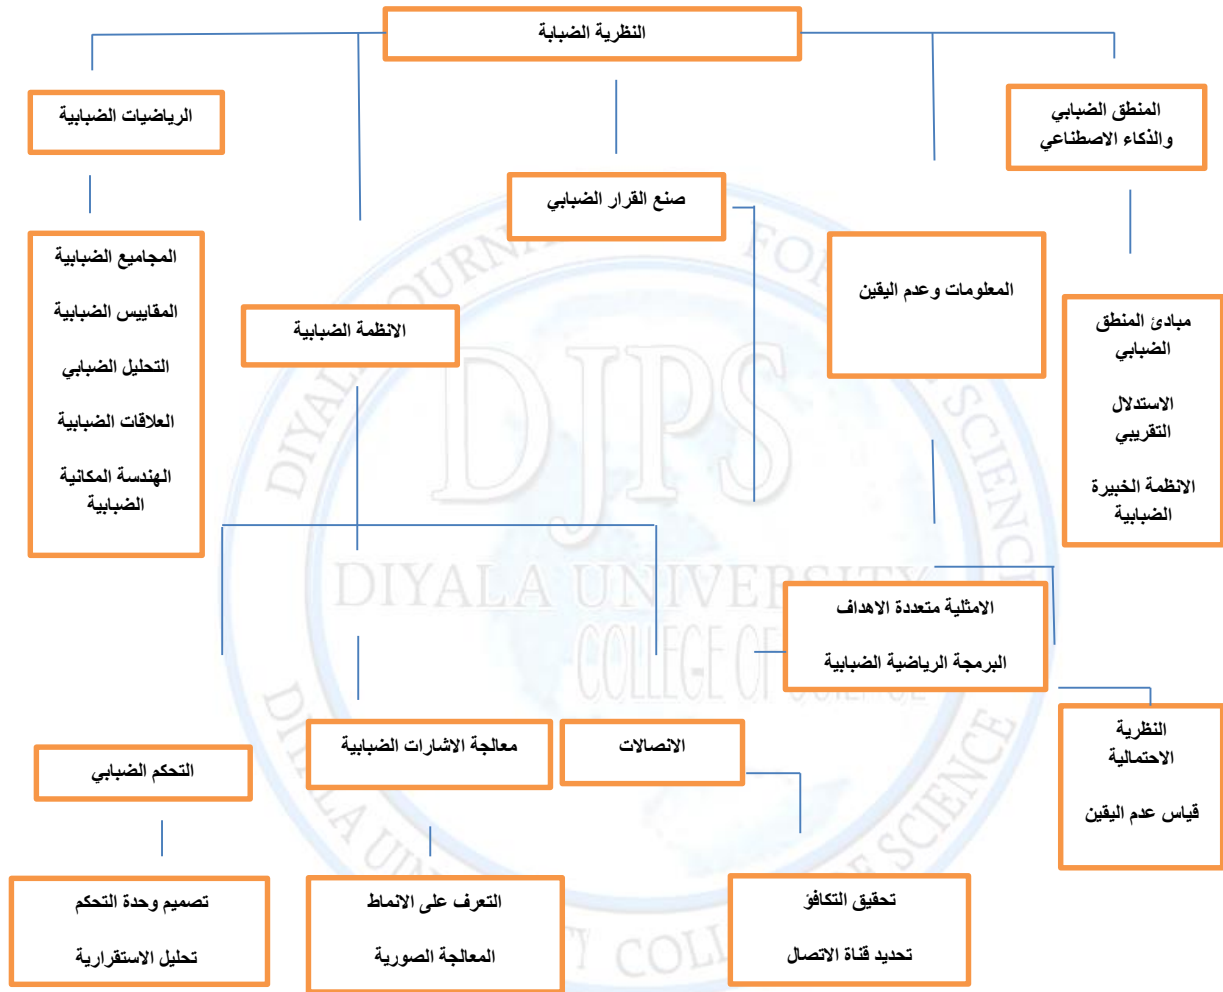 النظرية الضبابة
الرياضيات الضبابية
المنطق الضبابي
والذكاء الاصطناعي
صنع القرار الضبابي
المجاميع الضبابية
المقاييس الضبابية
التحليل الضبابي
العلاقات الضبابية
الهندسة المكانية
الضبابية
الانظمة الضبابية
المعلومات وعدم اليقين
مبادئ المنطق
الضبابي
الاستدلال
التقريبي
الانظمة الخبيرة
الضبابية
الامثلية متعددة الاهداف
البرمجة الرياضية الضبابية
النظرية
الاحتمالية
قياس عدم اليقين
التحكم الضبابي
معالجة الاشارات الضبابية
الانصالات
تصميم وحدة التحكم
تحليل الاستقرارية
التعرف على الانماط
المعالجة الصورية
تحقيق التكافؤ
تحديد قناة الاتصال
DJPS
DIYALA UNIVERSITY
COLLEGE OF SCIENCE